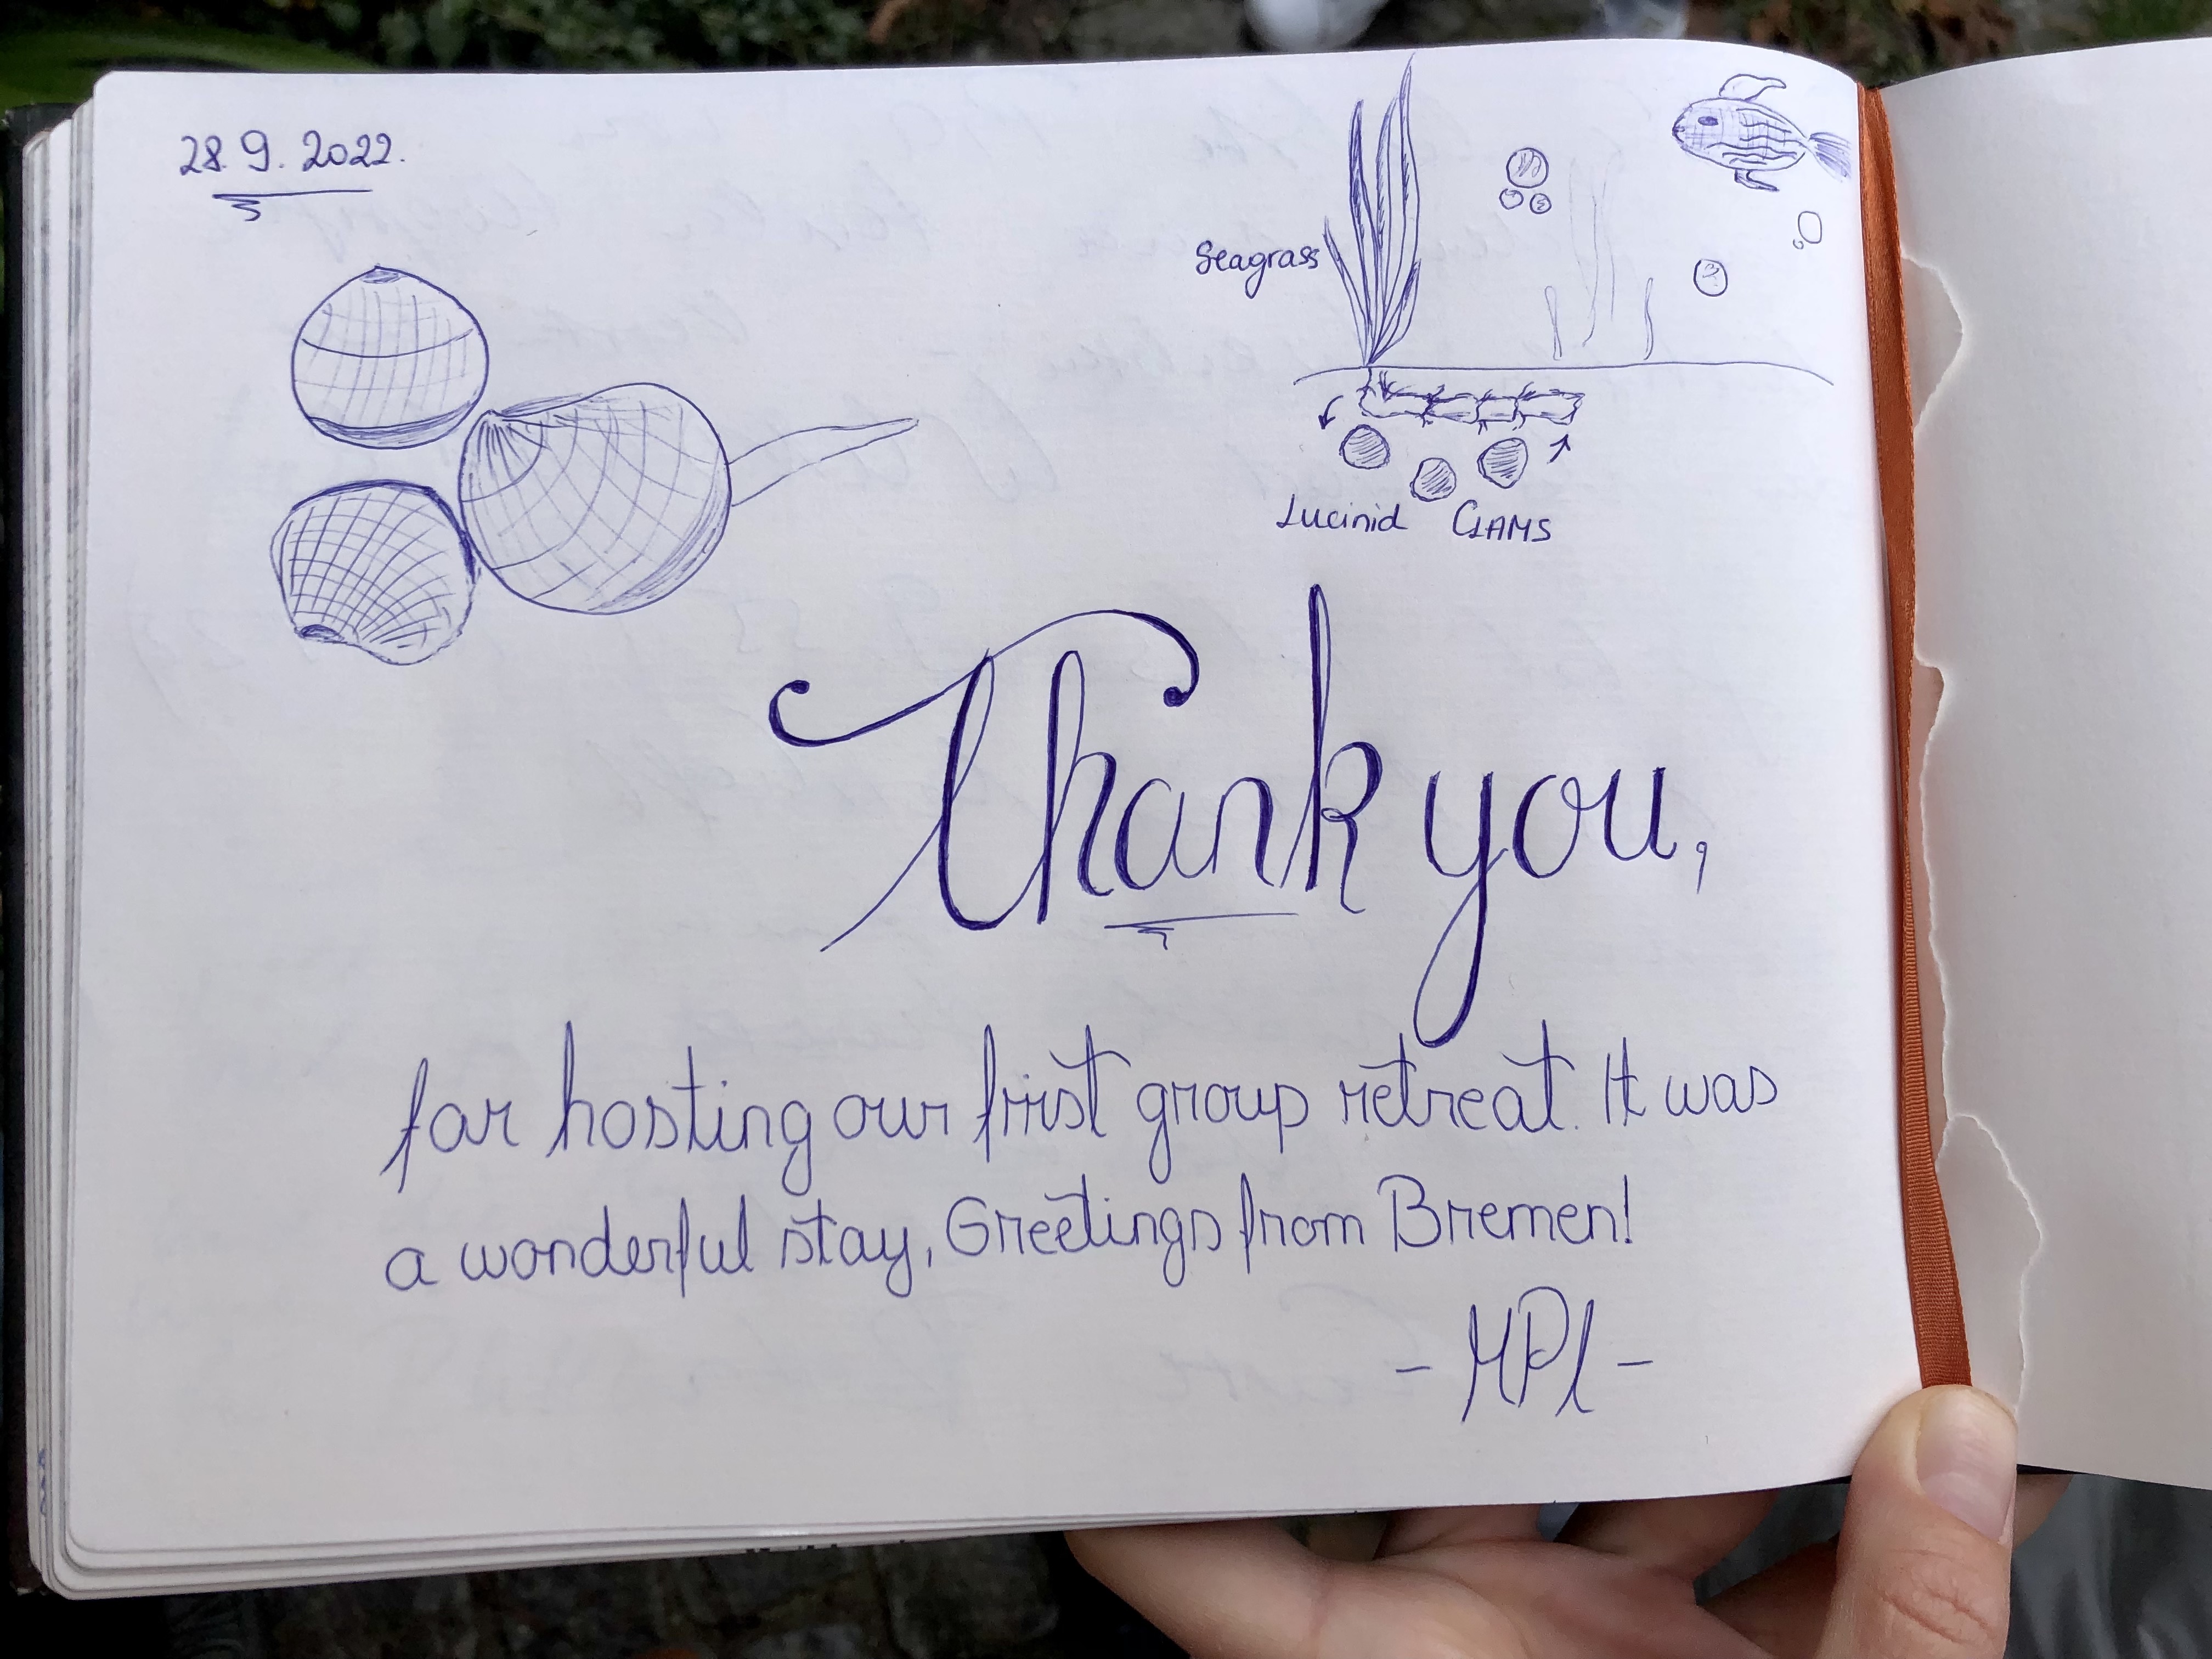 28.9.2022.
Seagrass
Lucinid CLAMS
Thank you,
for hosting our first group retreat. It was
a wonderful stay, Greetings from Bremen!
- MPI -